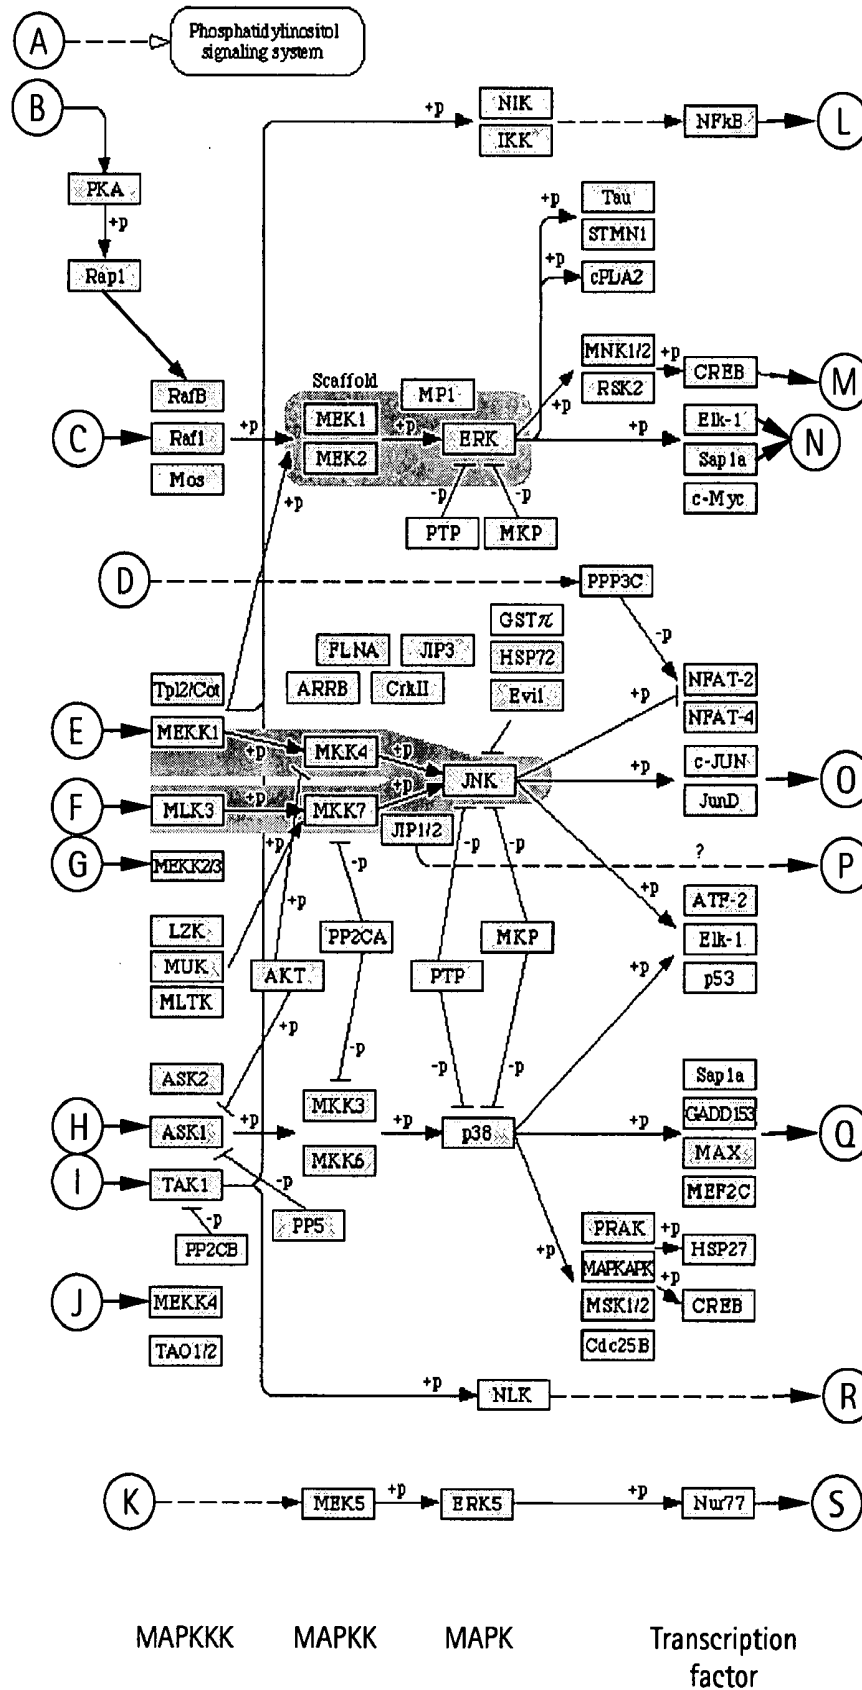 A
Phosphatidylinositol
signaling system
B
+p
NIK
IKK
NFkB
L
PKA
+p
Rap1
+p
Tau
STMN1
+p
cPLA2
RafB
Scaffold
MP1
MNK1/2
+p
RSK2
CREB
M
C
Raf1
+p
MEK1
+p
MEK2
ERK
+p
+p
Elk-1
Sap1a
N
Mos
+p
-p
-p
c-Myc
PTP
MKP
D
PPP3C
-p
GSTπ
FLNA
JIP3
HSP72
ARRB
CrkII
Evi1
Tpl2/Cot
+p
NFAT-2
NFAT-4
E
MEKK1
+p
MKK4
+p
JNK
+p
c-JUN
JunD
O
F
MLK3
+p
MKK7
+p
JIP1/2
G
MEKK2/3
+p
-p
-p
-p
?
P
+p
ATF-2
Elk-1
p53
LZK
MUK
MLTK
AKT
+p
PP2CA
PTP
MKP
+p
+p
-p
-p
-p
ASK2
H
ASK1
+p
MKK3
MKK6
+p
p38
+p
Sap1a
GADD153
MAX
MEF2C
Q
I
TAK1
-p
PP2CB
-p
PP5
+p
PRAK
MAPKAPK
MSK1/2
Cdc25B
+p
HSP27
+p
CREB
J
MEKK4
TAO1/2
+p
NLK
R
K
MEK5
+p
ERK5
+p
Nur77
S
MAPKKK
MAPKK
MAPK
Transcription
factor